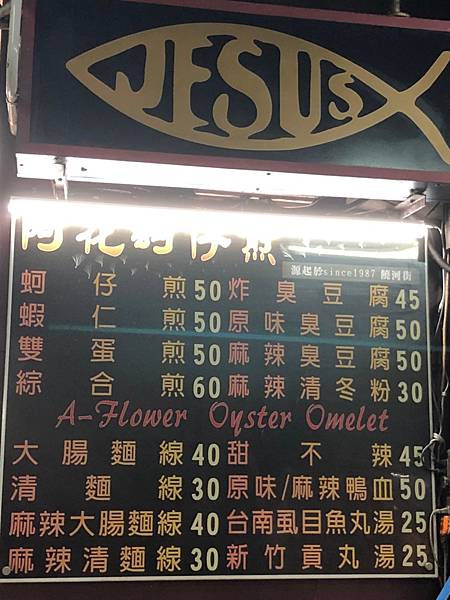 JESUS
阿花蚵仔煎
源起於since1987 饒河街
蚵仔煎50 炸臭豆腐45
蝦仁煎50 原味臭豆腐50
雙蛋煎50 麻辣臭豆腐50
綜合煎60 麻辣清冬粉30
A-Flower Oyster Omelet
大腸麵線40 甜不辣45
清麵線30 原味/麻辣鴨血50
麻辣大腸麵線40 台南虱目魚丸湯25
麻辣清麵線30 新竹貢丸湯25